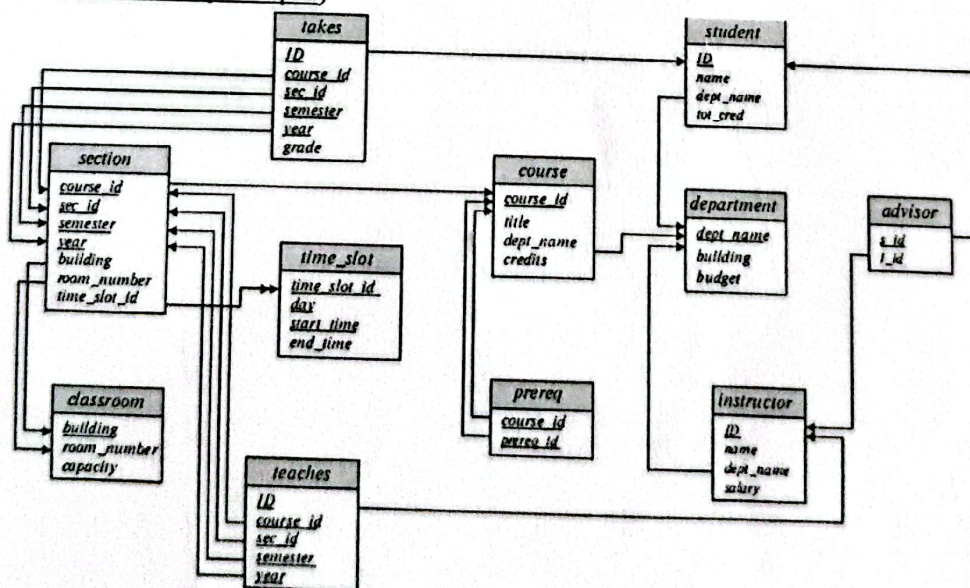 takes
ID
course_id
sec_id
semester
year
grade
student
ID
name
dept_name
tot_cred
section
course_id
sec_id
semester
year
building
room_number
time_slot_id
course
course_id
title
dept_name
credits
department
dept_name
building
budget
advisor
s_id
i_id
time_slot
time_slot_id
day
start_time
end_time
classroom
building
room_number
capacity
prereq
course_id
prereq_id
instructor
ID
name
dept_name
salary
teaches
ID
course_id
sec_id
semester
year